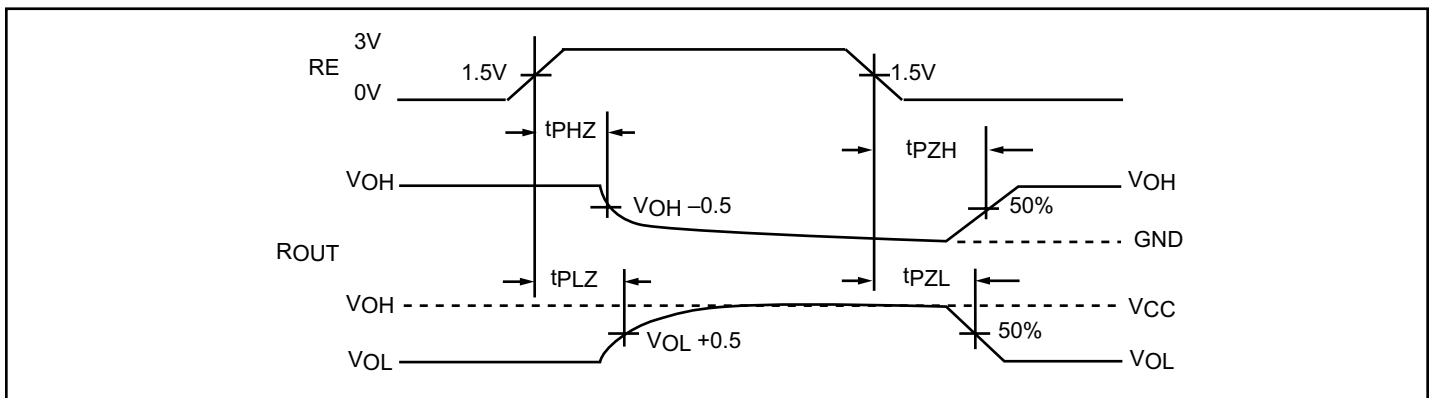 3V
RE
1.5V
1.5V
0V
tPHZ
tPZH
VOH
VOH
VOH –0.5
50%
ROUT
GND
tPLZ
tPZL
VOH
VCC
VOL +0.5
50%
VOL
VOL